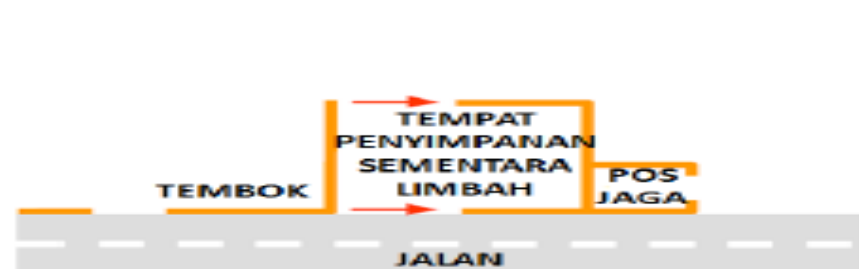 TEMPAT
PENYIMPANAN
SEMENTARA
LIMBAH
TEMBOK
POS
JAGA
JALAN